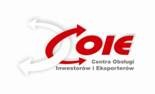 COIE
Centra Obsługi
Inwestorów i Eksporterów